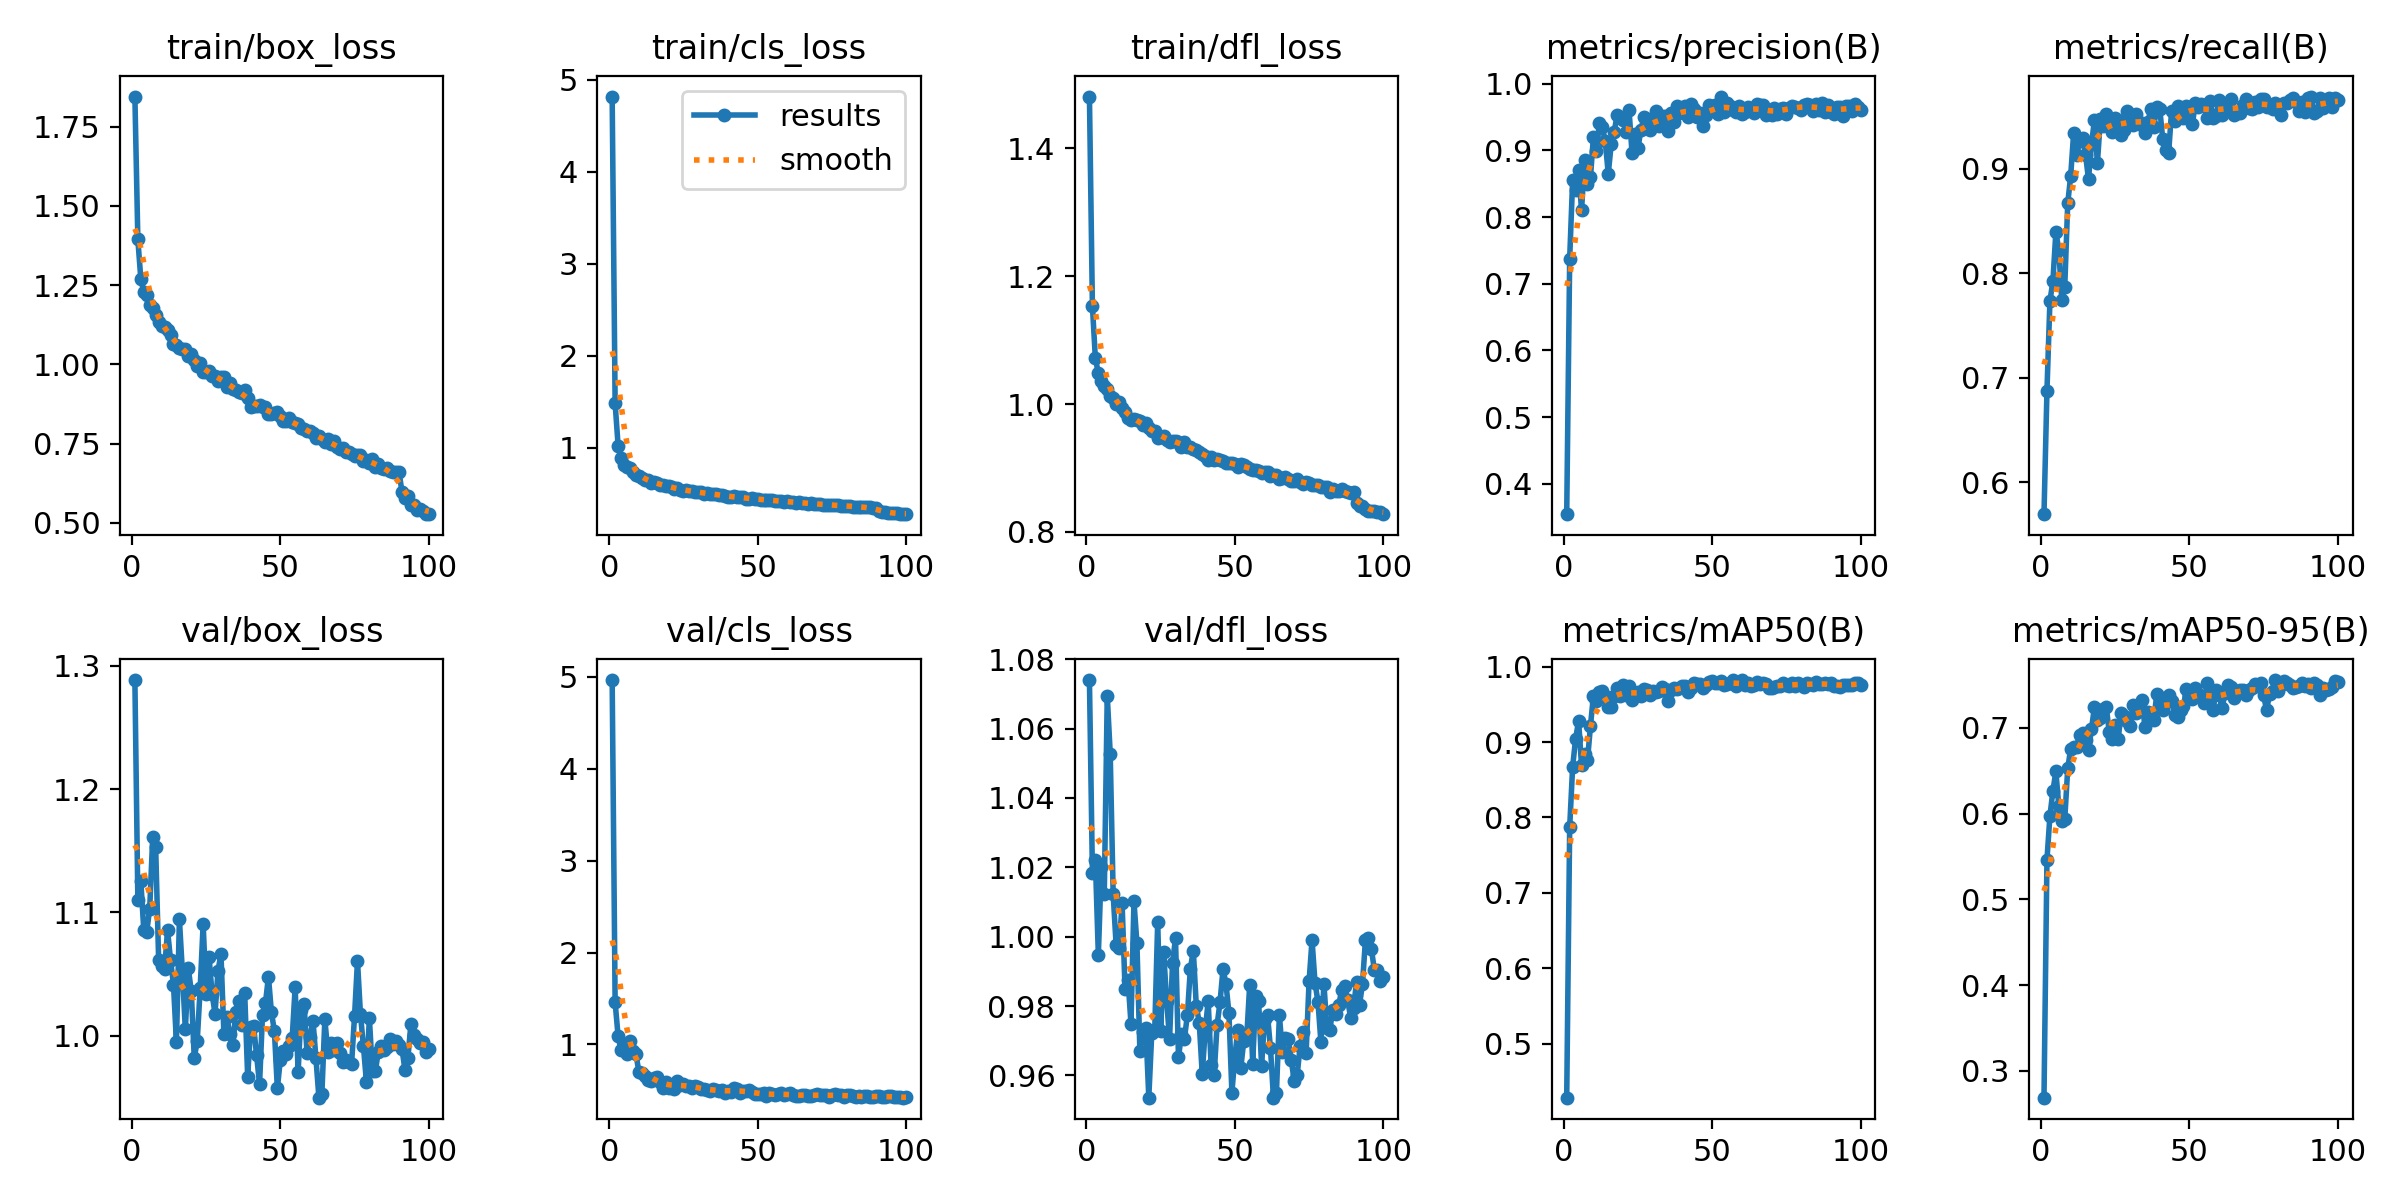 train/box_loss
1.75
1.50
1.25
1.00
0.75
0.50
0 50 100
train/cls_loss
5
4
3
2
1
results
smooth
0 50 100
train/dfl_loss
1.4
1.2
1.0
0.8
0 50 100
metrics/precision(B)
1.0
0.9
0.8
0.7
0.6
0.5
0.4
0 50 100
metrics/recall(B)
0.9
0.8
0.7
0.6
0 50 100
val/box_loss
1.3
1.2
1.1
1.0
0 50 100
val/cls_loss
5
4
3
2
1
0 50 100
val/dfl_loss
1.08
1.06
1.04
1.02
1.00
0.98
0.96
0 50 100
metrics/mAP50(B)
1.0
0.9
0.8
0.7
0.6
0.5
0 50 100
metrics/mAP50-95(B)
0.7
0.6
0.5
0.4
0.3
0 50 100